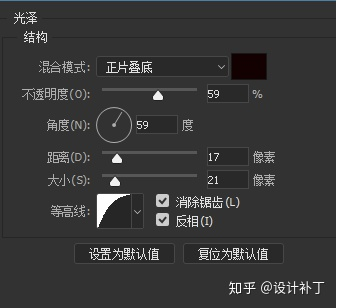 光泽
结构
混合模式: 正片叠底
不透明度(O): 59 %
角度(N): 59 度
距离(D): 17 像素
大小(S): 21 像素
等高线: 消除锯齿(L)
反相(I)
设置为默认值 复位为默认值
知乎 @设计补丁